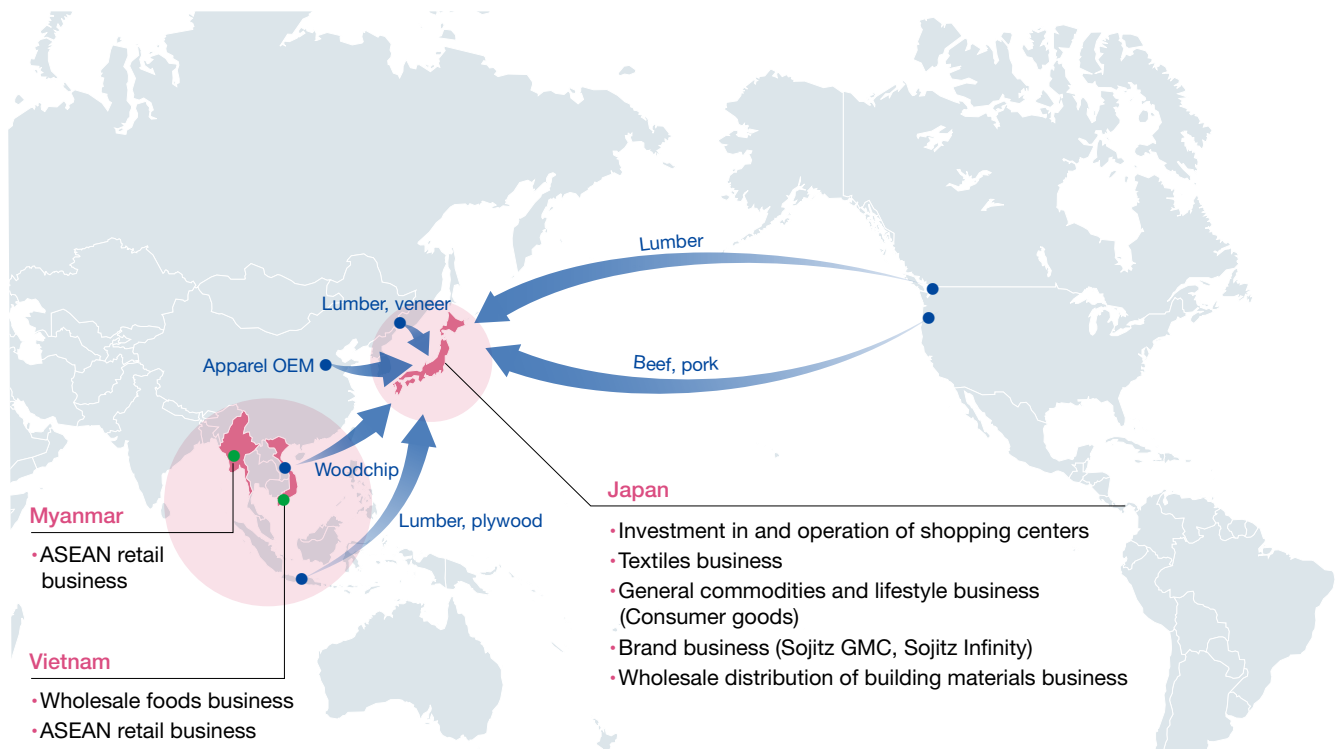 Lumber
Lumber, veneer
Beef, pork
Apparel OEM
Woodchip
Lumber, plywood
Myanmar
・ASEAN retail
business
Vietnam
・Wholesale foods business
・ASEAN retail business
Japan
・Investment in and operation of shopping centers
・Textiles business
・General commodities and lifestyle business
(Consumer goods)
・Brand business (Sojitz GMC, Sojitz Infinity)
・Wholesale distribution of building materials business